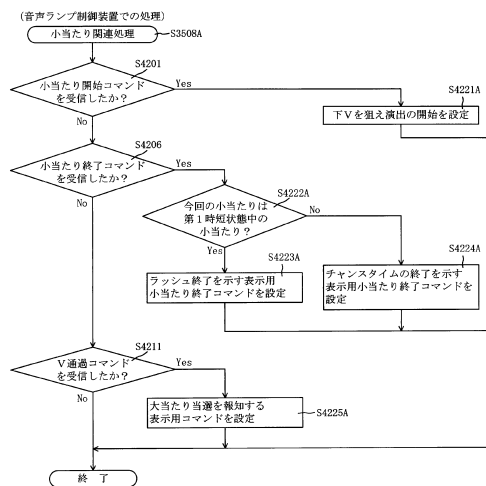 (音声ランプ制御装置での処理)
小当たり関連処理
S3508A
S4201
小当たり開始コマンド
を受信したか?
Yes
No
S4221A
下Vを狙え演出の開始を設定
S4206
小当たり終了コマンド
を受信したか?
Yes
No
S4222A
今回の小当たりは
第1時短状態中の
小当たり?
No
Yes
S4223A
ラッシュ終了を示す表示用
小当たり終了コマンドを設定
S4224A
チャンスタイムの終了を示す
表示用小当たり終了コマンドを
設定
S4211
V通過コマンド
を受信したか?
Yes
No
大当たり当選を報知する
表示用コマンドを設定
S4225A
終 了